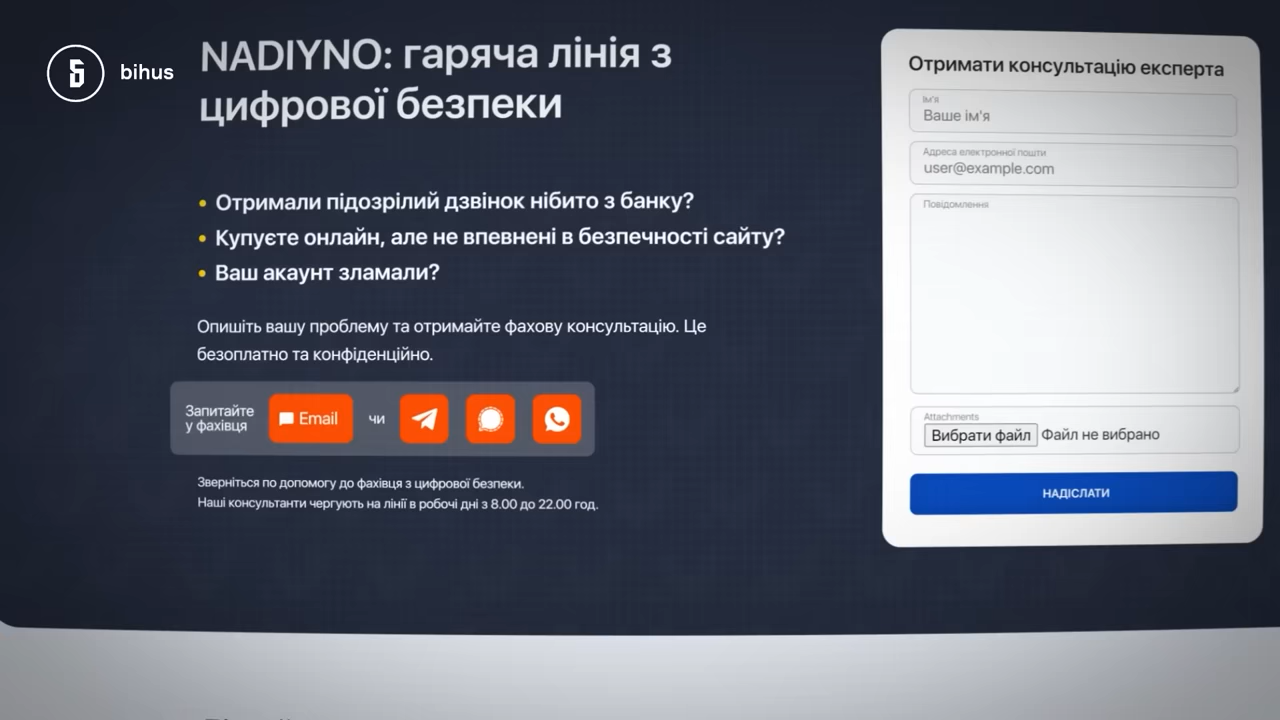 bihus
NADIYNO: гаряча лінія з
цифрової безпеки
Отримали підозрілий дзвінок нібито з банку?
Купуєте онлайн, але не впевнені в безпечності сайту?
Ваш акаунт зламали?
Опишіть вашу проблему та отримайте фахову консультацію. Це
безоплатно та конфіденційно.
Запитайте
у фахівця
Email
чи
Зверніться по допомогу до фахівця з цифрової безпеки.
Наші консультанти чергують на лінії в робочі дні з 8.00 до 22.00 год.
Отримати консультацію експерта
Ім'я
Ваше ім'я
Адреса електронної пошти
user@example.com
Повідомлення
Attachments
Вибрати файл Файл не вибрано
НАДІСЛАТИ